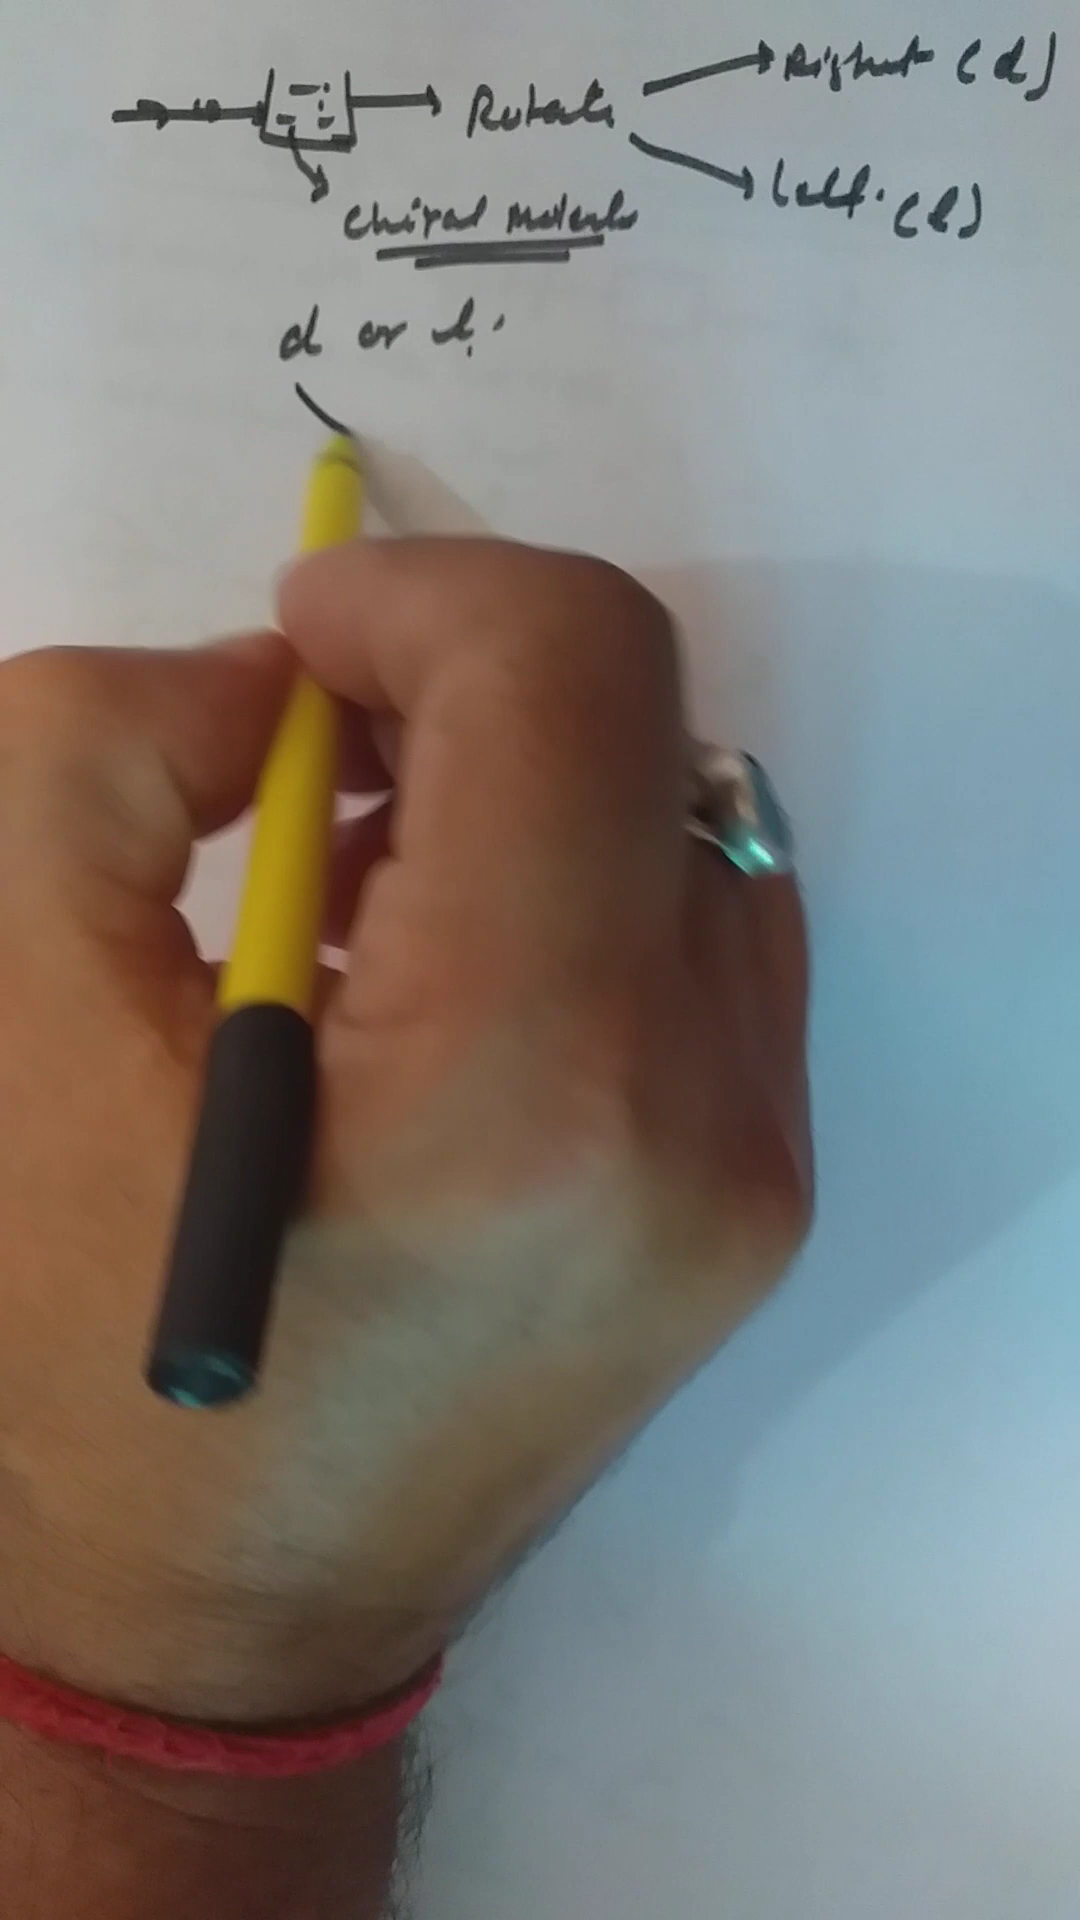 Rotate
Right (d)
Left. (l)
Chiral Molecule
d or l.